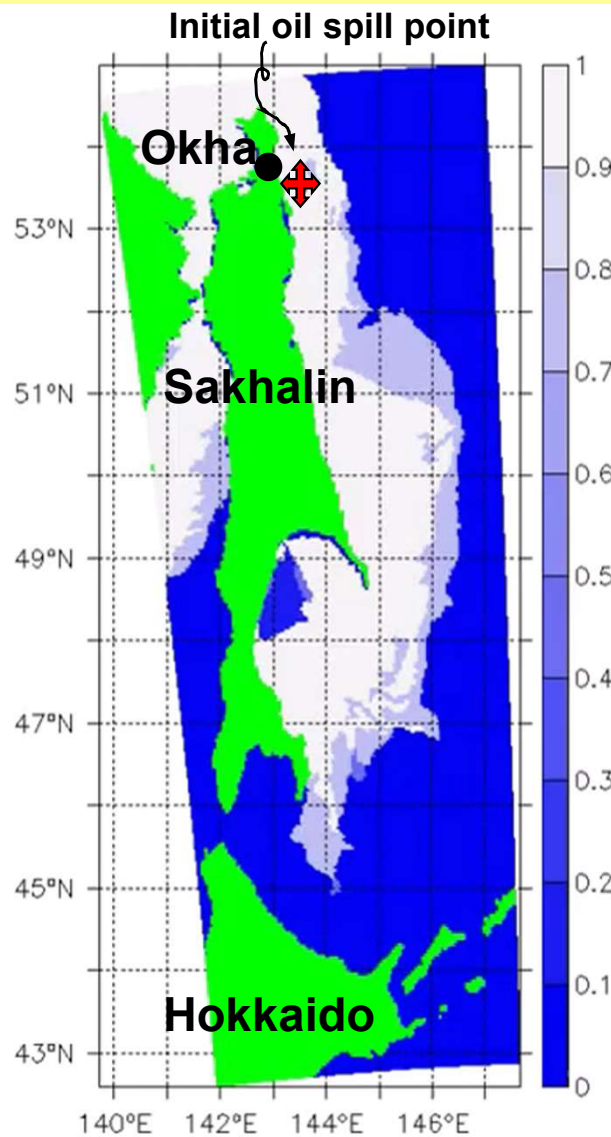 Initial oil spill point
Okha
Sakhalin
Hokkaido
53°N
51°N
49°N
47°N
45°N
43°N
140°E 142°E 144°E 146°E
1
0.9
0.8
0.7
0.6
0.5
0.4
0.3
0.2
0.1
0